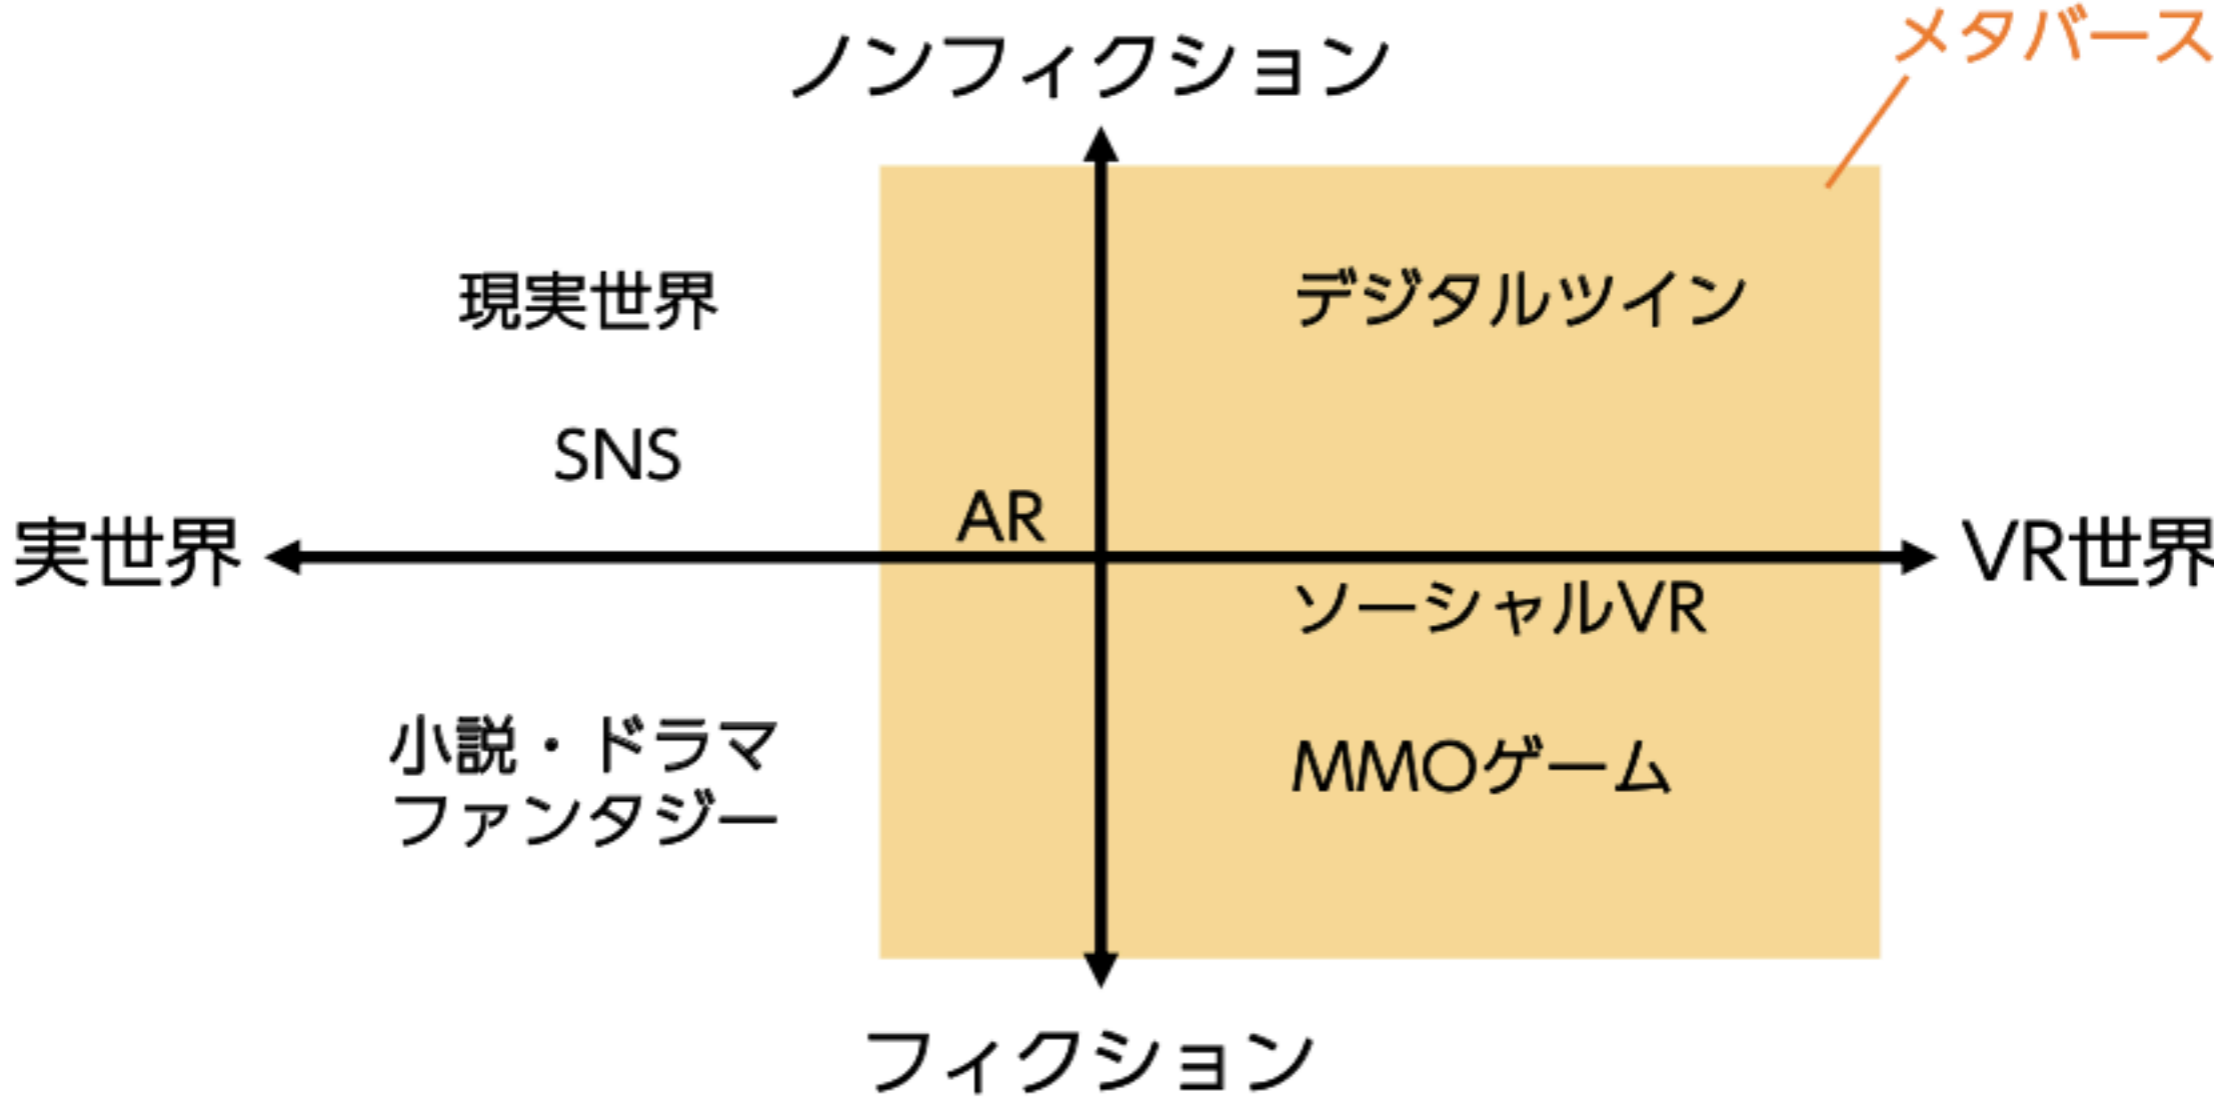 メタバース
ノンフィクション
現実世界
デジタルツイン
SNS
AR
実世界
VR世界
ソーシャルVR
小説・ドラマ
ファンタジー
MMOゲーム
フィクション